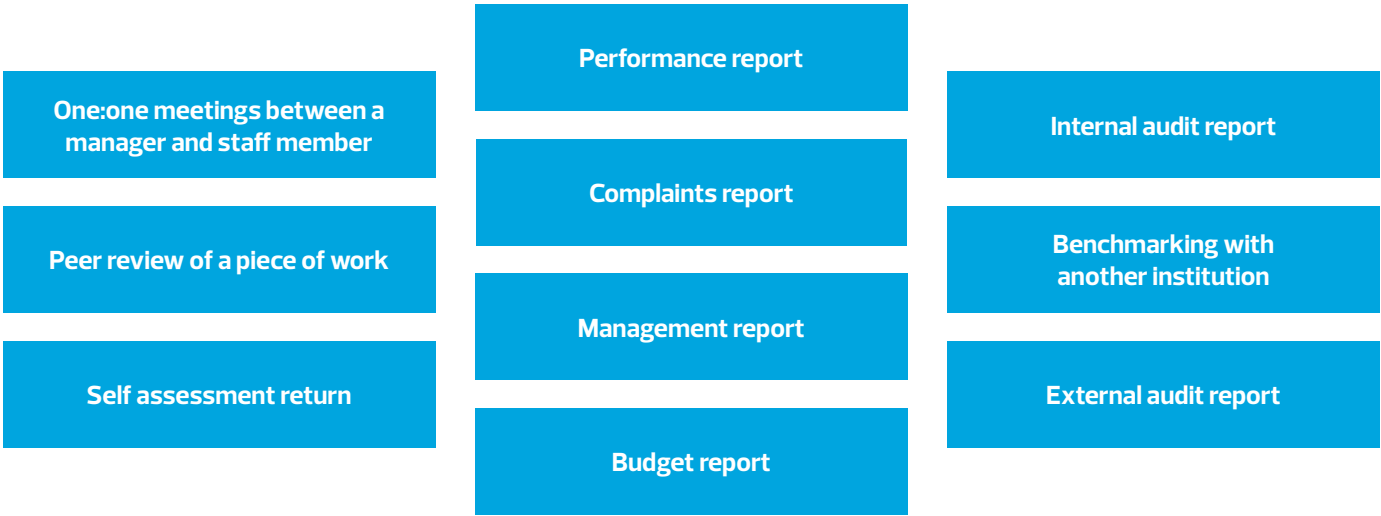 One:one meetings between a
manager and staff member
Peer review of a piece of work
Self assessment return
Performance report
Complaints report
Management report
Budget report
Internal audit report
Benchmarking with
another institution
External audit report